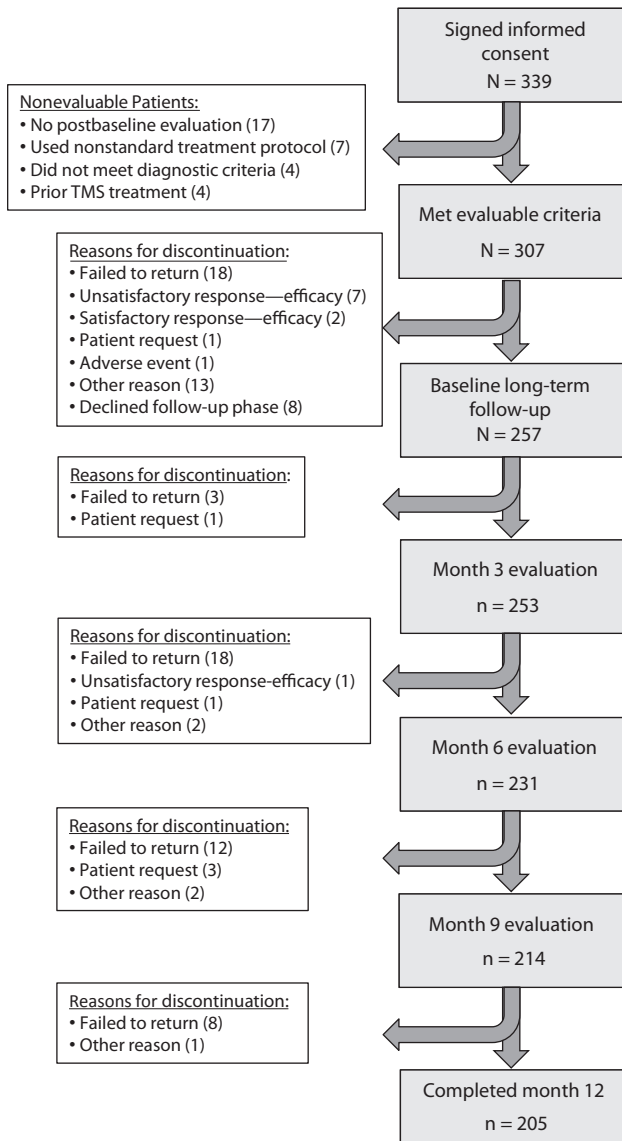 Signed informed
consent
N = 339
Nonevaluable Patients:
• No postbaseline evaluation (17)
• Used nonstandard treatment protocol (7)
• Did not meet diagnostic criteria (4)
• Prior TMS treatment (4)
Met evaluable criteria
N = 307
Reasons for discontinuation:
• Failed to return (18)
• Unsatisfactory response—efficacy (7)
• Satisfactory response—efficacy (2)
• Patient request (1)
• Adverse event (1)
• Other reason (13)
• Declined follow-up phase (8)
Baseline long-term
follow-up
N = 257
Reasons for discontinuation:
• Failed to return (3)
• Patient request (1)
Month 3 evaluation
n = 253
Reasons for discontinuation:
• Failed to return (18)
• Unsatisfactory response-efficacy (1)
• Patient request (1)
• Other reason (2)
Month 6 evaluation
n = 231
Reasons for discontinuation:
• Failed to return (12)
• Patient request (3)
• Other reason (2)
Month 9 evaluation
n = 214
Reasons for discontinuation:
• Failed to return (8)
• Other reason (1)
Completed month 12
n = 205